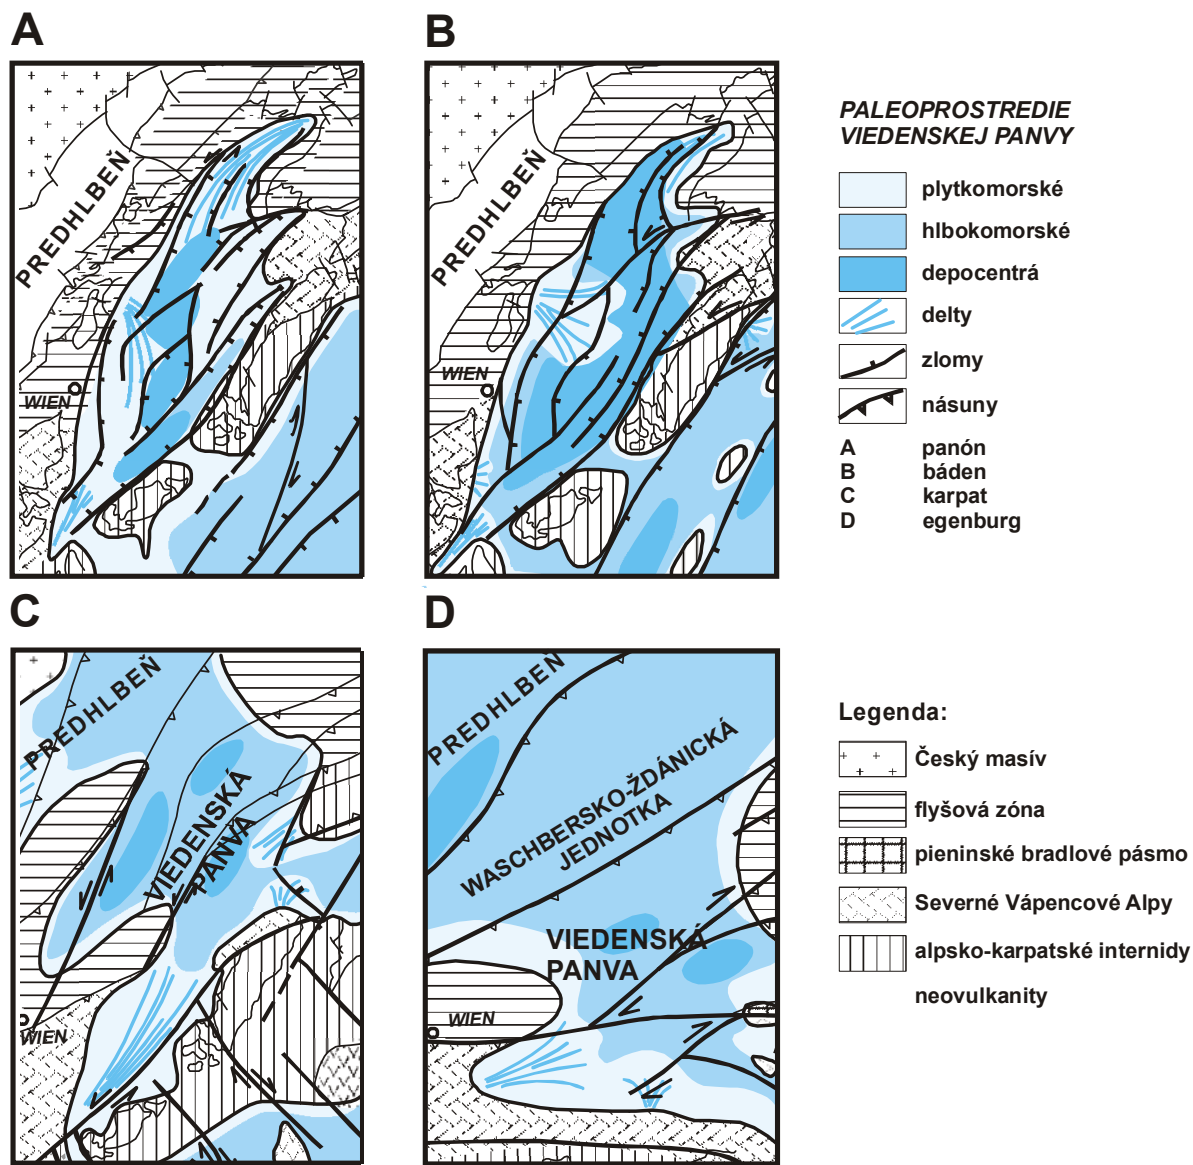 A
B
PREDHLBEŇ
WIEN
PREDHLBEŇ
WIEN
PALEOPROSTREDIE
VIEDENSKEJ PANVY
plytkomorské
hlbokomorské
depocentrá
delty
zlomy
násuny
A panón
B báden
C karpat
D egenburg
C
D
PREDHLBEŇ
VIEDENSKÁ
PANVA
WIEN
PREDHLBEŇ
WASCHBERSKO-ŽDÁNICKÁ
JEDNOTKA
VIEDENSKÁ
PANVA
WIEN
Legenda:
Český masív
flyšová zóna
pieninské bradlové pásmo
Severné Vápencové Alpy
alpsko-karpatské internidy
neovulkanity